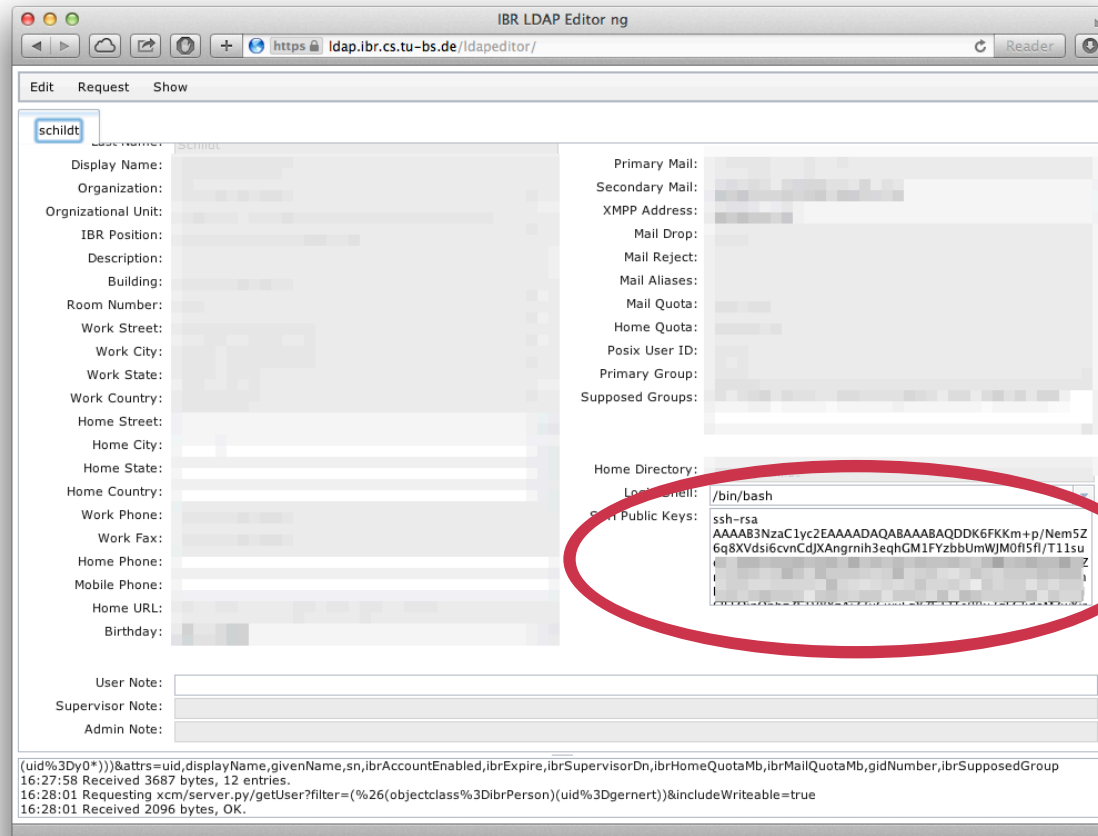 IBR LDAP Editor ng
https ldap.ibr.cs.tu-bs.de/ldapeditor/ Reader
Edit Request Show
schildt
Last Name: Schildt
Display Name:
Organization:
Orgnizational Unit:
IBR Position:
Description:
Building:
Room Number:
Work Street:
Work City:
Work State:
Work Country:
Home Street:
Home City:
Home State:
Home Country:
Work Phone:
Work Fax:
Home Phone:
Mobile Phone:
Home URL:
Birthday:
Primary Mail:
Secondary Mail:
XMPP Address:
Mail Drop:
Mail Reject:
Mail Aliases:
Mail Quota:
Home Quota:
Posix User ID:
Primary Group:
Supposed Groups:
Home Directory:
Login Shell: /bin/bash
Public Keys: ssh-rsa
AAAAB3NzaC1yc2EAAAADAQABAAABAQDDK6FKKm+p/Nem5Z
6q8XVdsi6cvnCdJXAngrnih3eqhGM1FYzbbUmWJM0fI5fl/T11su
User Note:
Supervisor Note:
Admin Note:
(uid%3Dy0*)))&attrs=uid,displayName,givenName,sn,ibrAccountEnabled,ibrExpire,ibrSupervisorDn,ibrHomeQuotaMb,ibrMailQuotaMb,gidNumber,ibrSupposedGroup
16:27:58 Received 3687 bytes, 12 entries.
16:28:01 Requesting xcm/server.py/getUser?filter=(%26(objectclass%3DibrPerson)(uid%3Dgernert))&includeWriteable=true
16:28:01 Received 2096 bytes, OK.